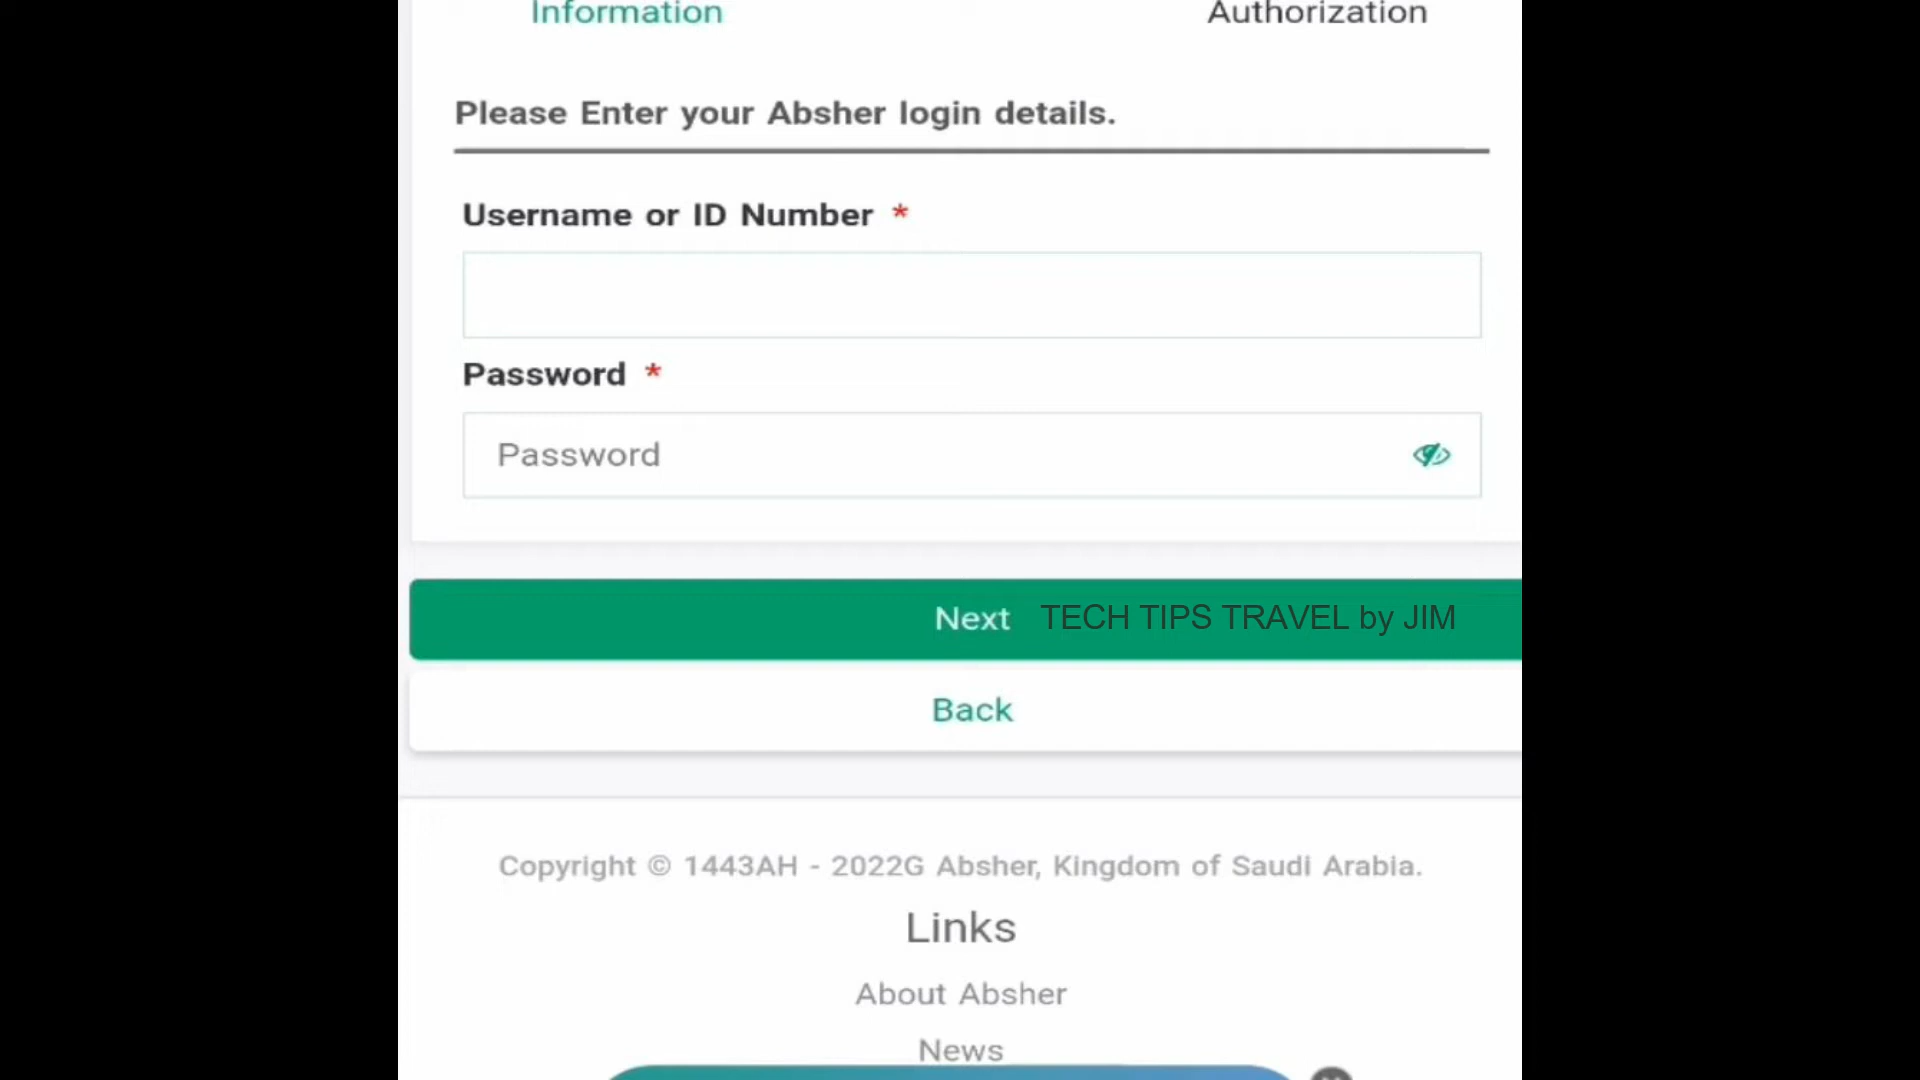 Information
Authorization
Please Enter your Absher login details.
Username or ID Number *
Password *
Password
Next
TECH TIPS TRAVEL by JIM
Back
Copyright © 1443AH - 2022G Absher, Kingdom of Saudi Arabia.
Links
About Absher
News